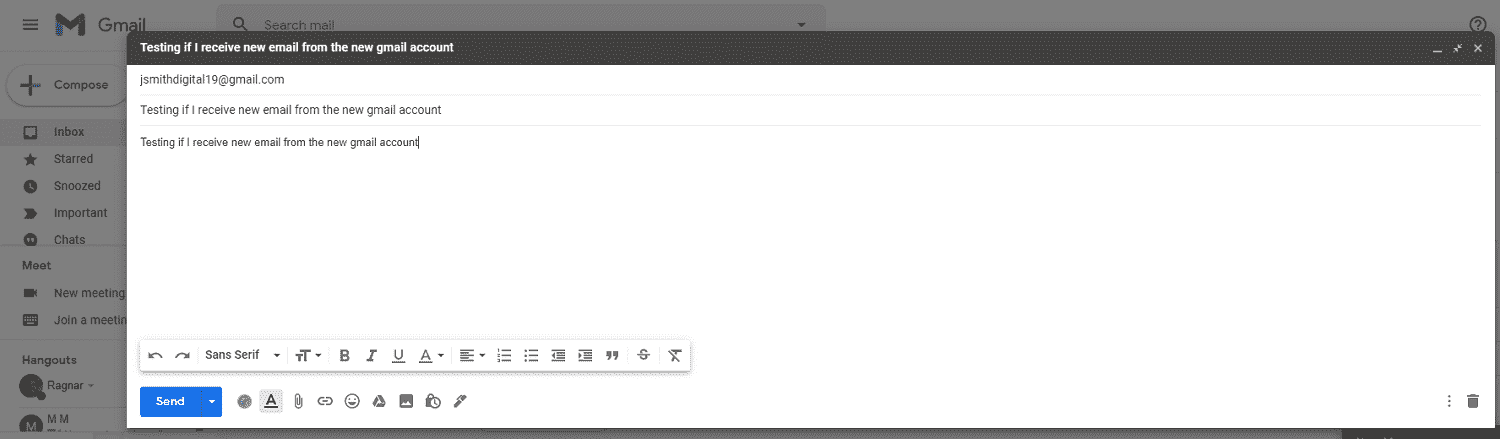 Gmail
Search mail
Testing if I receive new email from the new gmail account
Compose
jsmithdigital19@gmail.com
Testing if I receive new email from the new gmail account
Testing if I receive new email from the new gmail account
Inbox
Starred
Snoozed
Important
Chats
Meet
New meeting
Join a meetin
Hangouts
Ragnar
M M
M
Sans Serif
Send